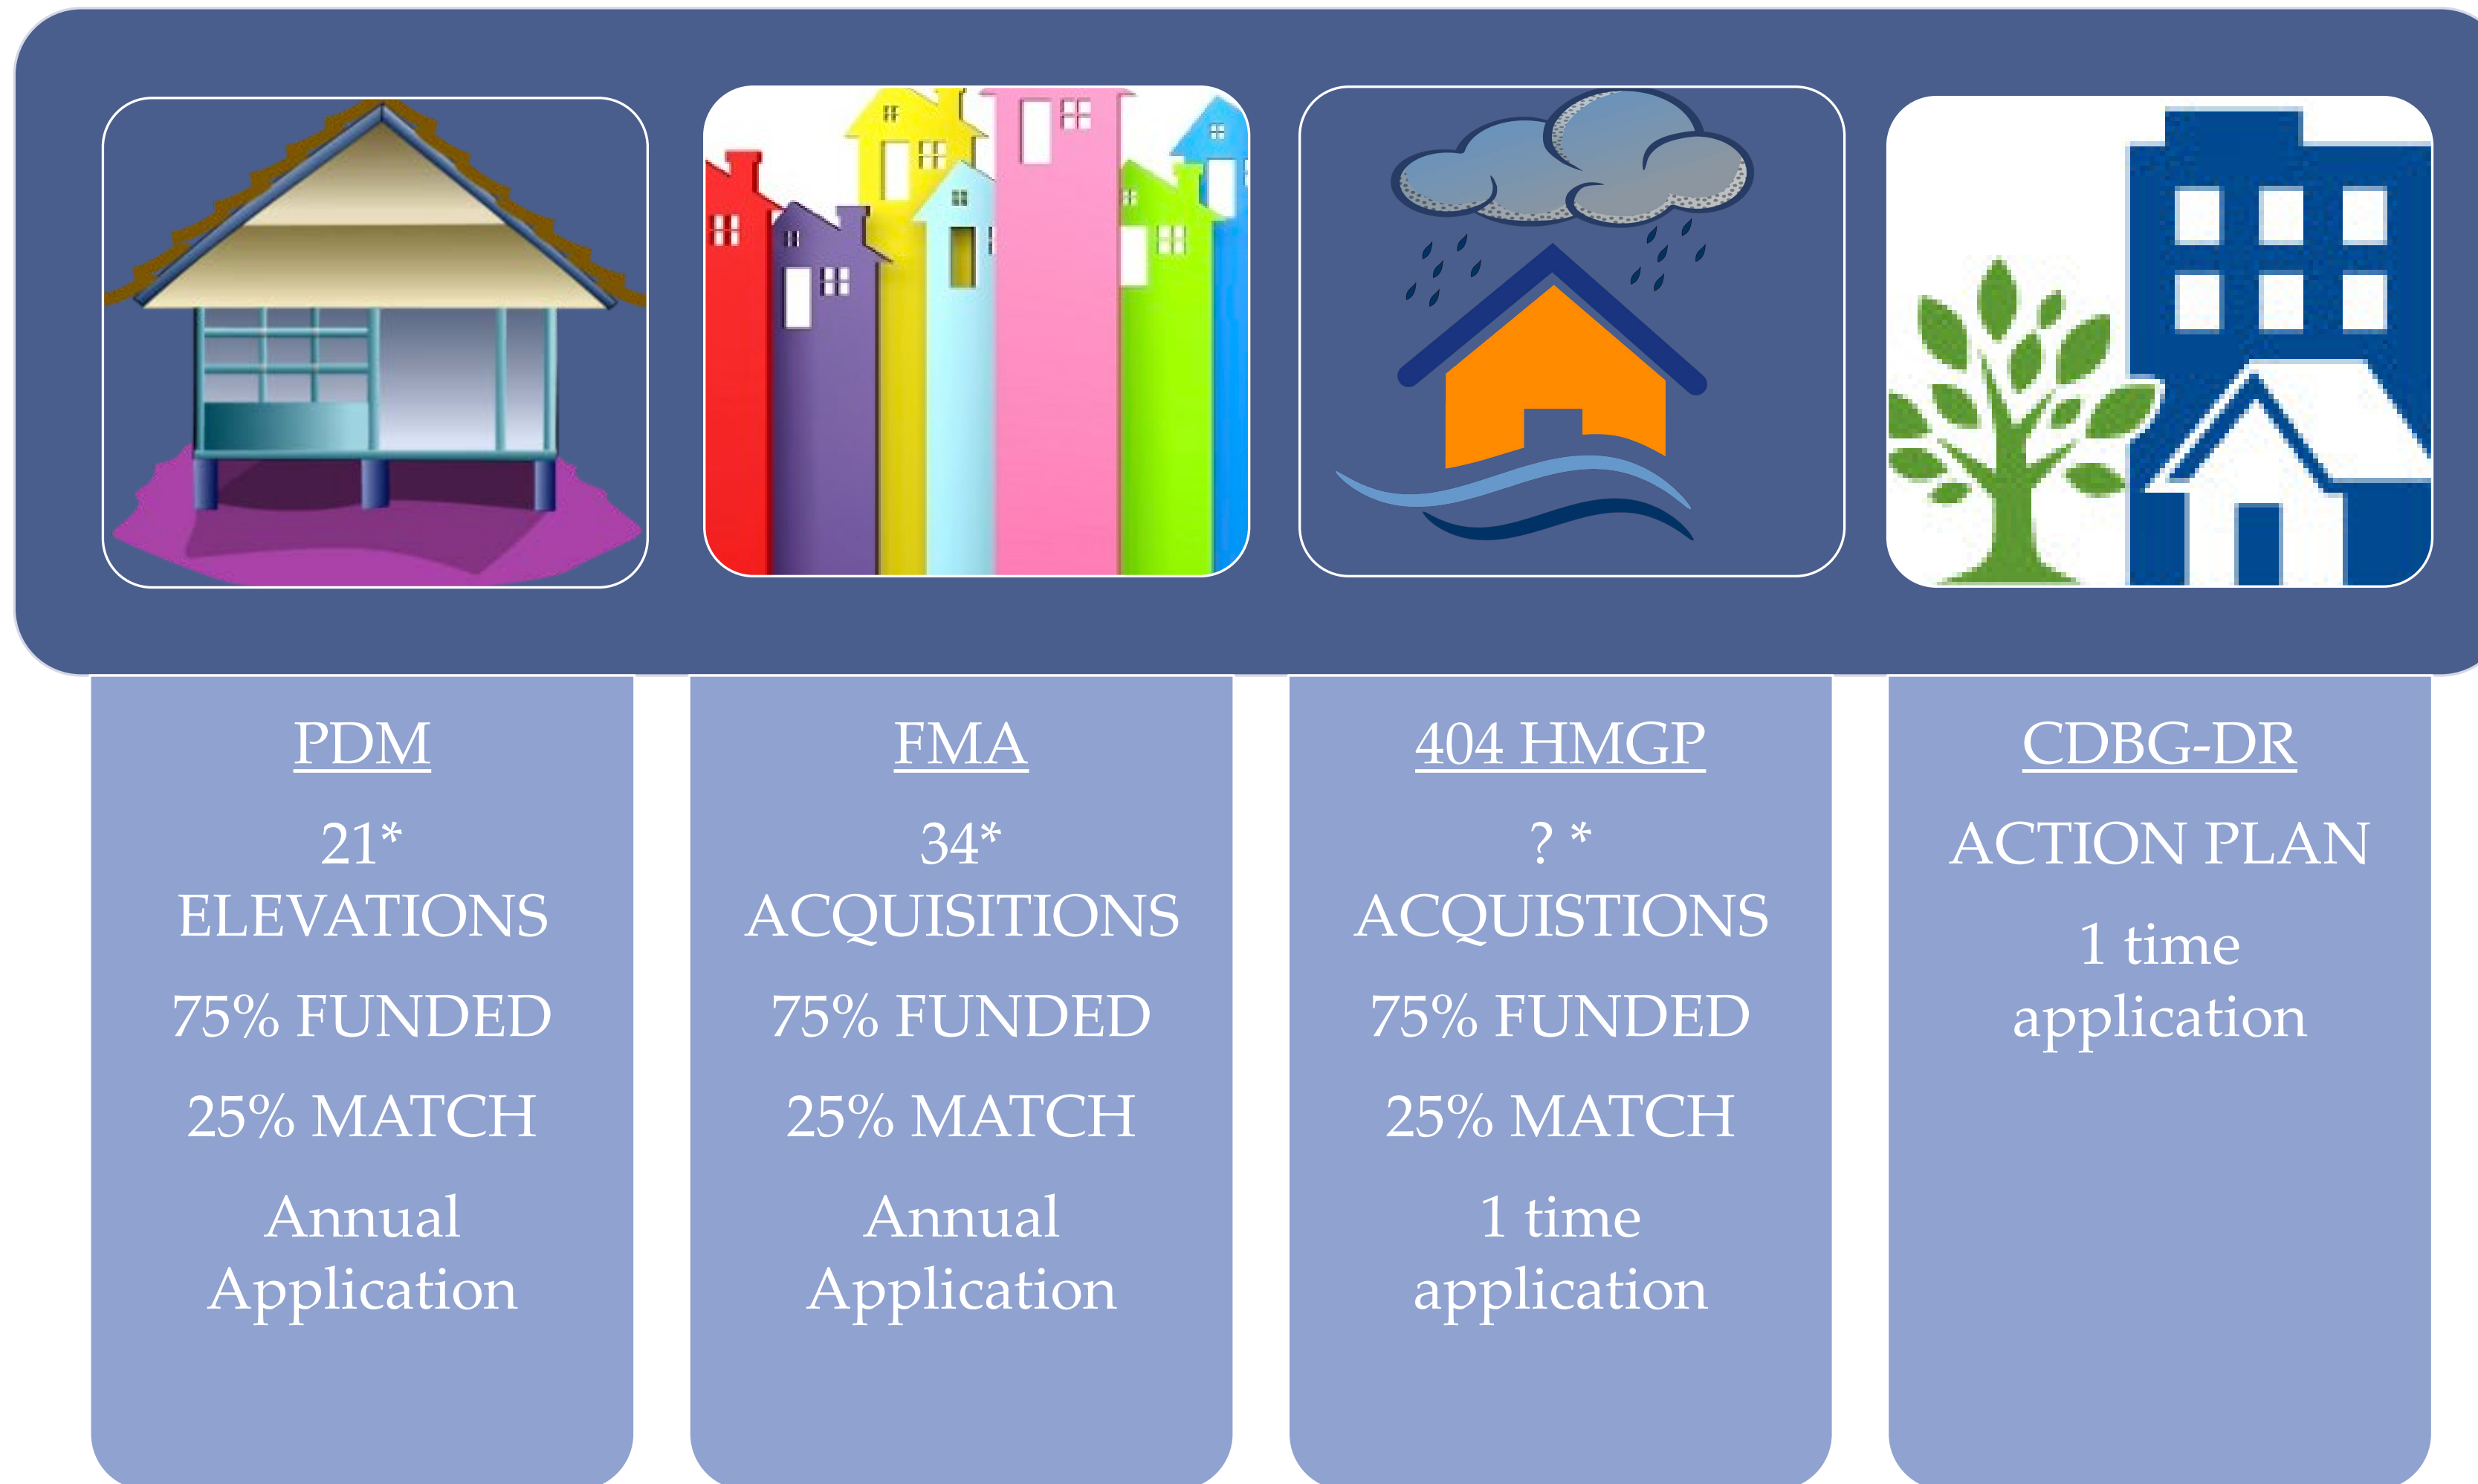 PDM
21*
ELEVATIONS
75% FUNDED
25% MATCH
Annual
Application
FMA
34*
ACQUISITIONS
75% FUNDED
25% MATCH
Annual
Application
404 HMGP
? *
ACQUISTIONS
75% FUNDED
25% MATCH
1 time
application
CDBG-DR
ACTION PLAN
1 time
application